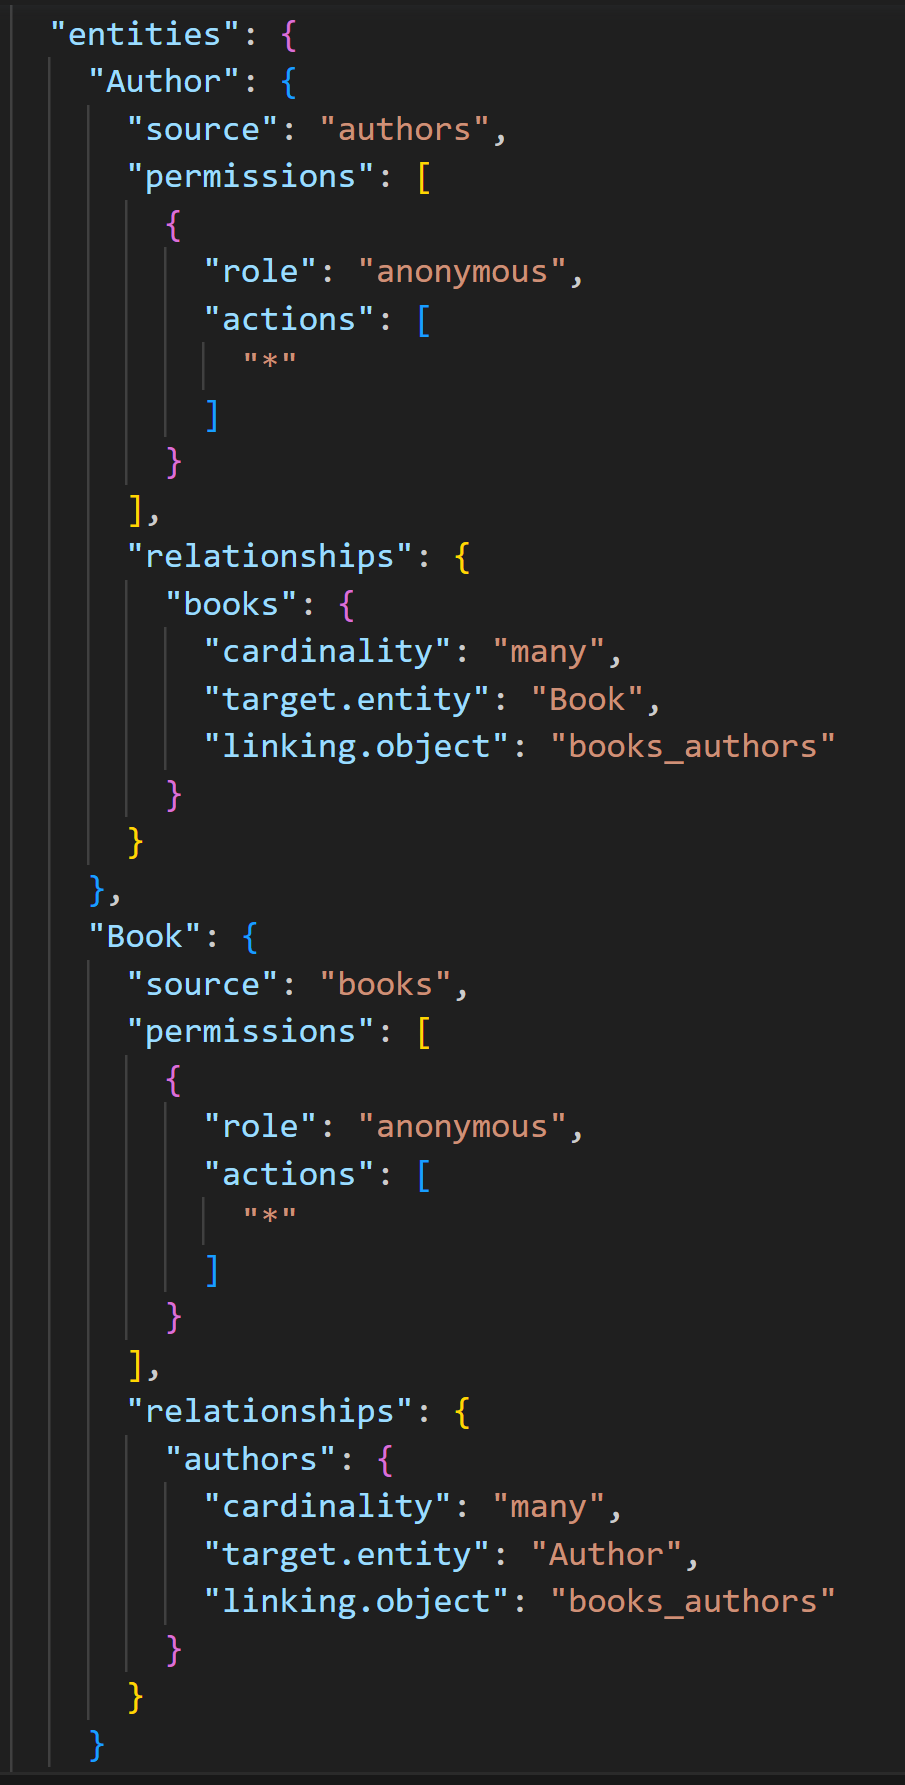 "entities": {
"Author": {
"source": "authors",
"permissions": [
{
"role": "anonymous",
"actions": [
"*"
]
}
],
"relationships": {
"books": {
"cardinality": "many",
"target.entity": "Book",
"linking.object": "books_authors"
}
}
},
"Book": {
"source": "books",
"permissions": [
{
"role": "anonymous",
"actions": [
"*"
]
}
],
"relationships": {
"authors": {
"cardinality": "many",
"target.entity": "Author",
"linking.object": "books_authors"
}
}
}